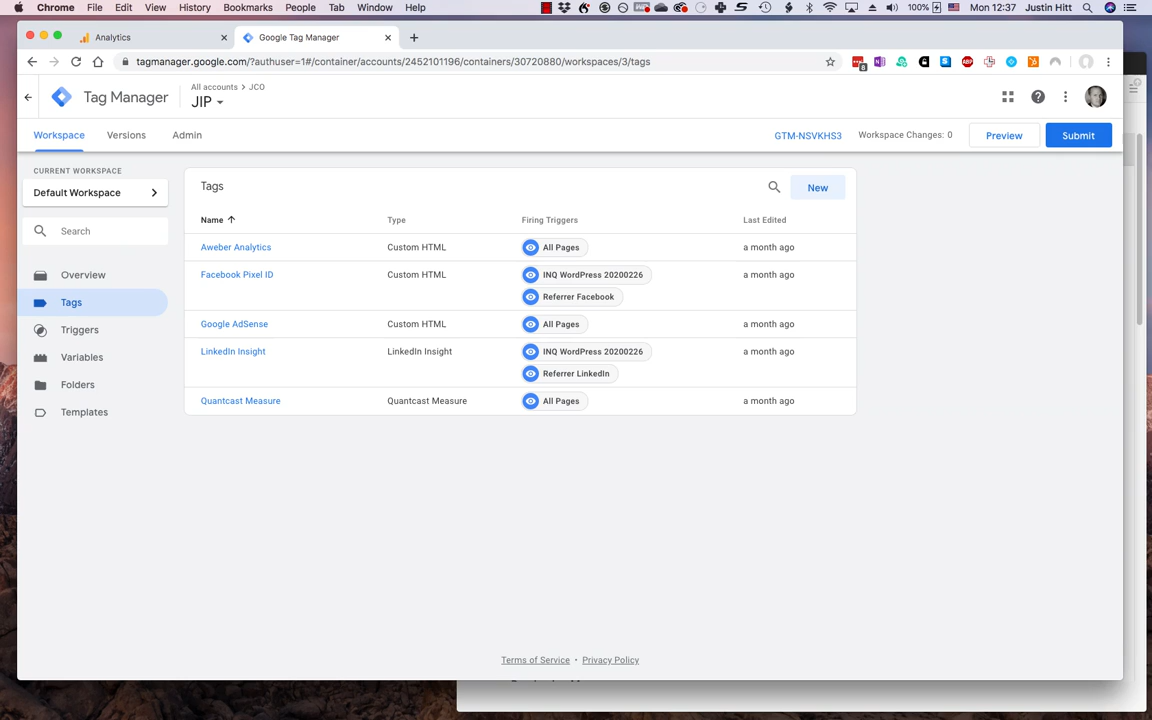 Chrome File Edit View History Bookmarks People Tab Window Help 100% Mon 12:37 Justin Hitt
Analytics
Google Tag Manager
tagmanager.google.com/?authuser=1#/container/accounts/2452101196/containers/30720880/workspaces/3/tags
8
ABP
Tag Manager
All accounts > JCO
JIP
Workspace Versions Admin
GTM-NSVKHS3 Workspace Changes: 0 Preview Submit
CURRENT WORKSPACE
Default Workspace
Search
Overview
Tags
Triggers
Variables
Folders
Templates
Tags
New
Name Type Firing Triggers Last Edited
Aweber Analytics Custom HTML All Pages a month ago
Facebook Pixel ID Custom HTML INQ WordPress 20200226 a month ago
Referrer Facebook
Google AdSense Custom HTML All Pages a month ago
LinkedIn Insight LinkedIn Insight INQ WordPress 20200226 a month ago
Referrer LinkedIn
Quantcast Measure Quantcast Measure All Pages a month ago
Terms of Service • Privacy Policy